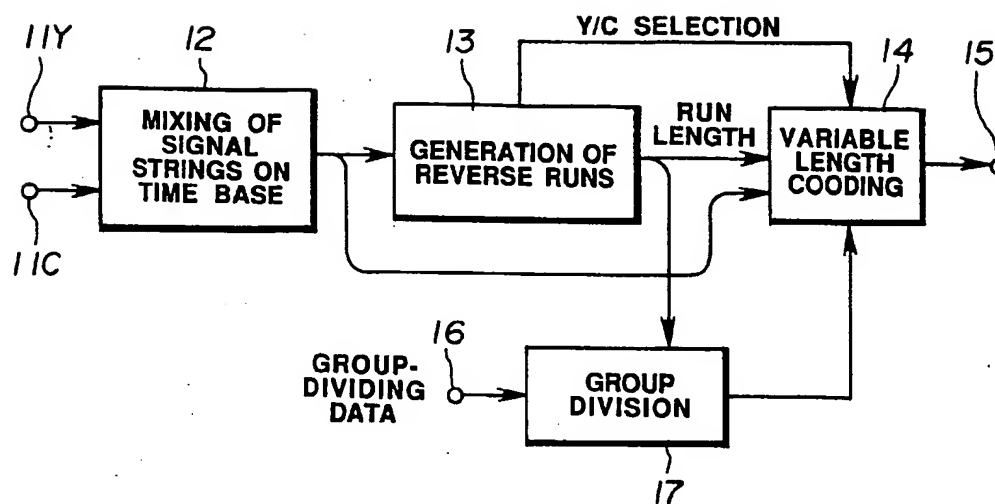 11Y
12
MIXING OF
SIGNAL
STRINGS ON
TIME BASE
11C
13
GENERATION OF
REVERSE RUNS
Y/C SELECTION
RUN
LENGTH
14
VARIABLE
LENGTH
COODING
15
16
GROUP-
DIVIDING
DATA
GROUP
DIVISION
17